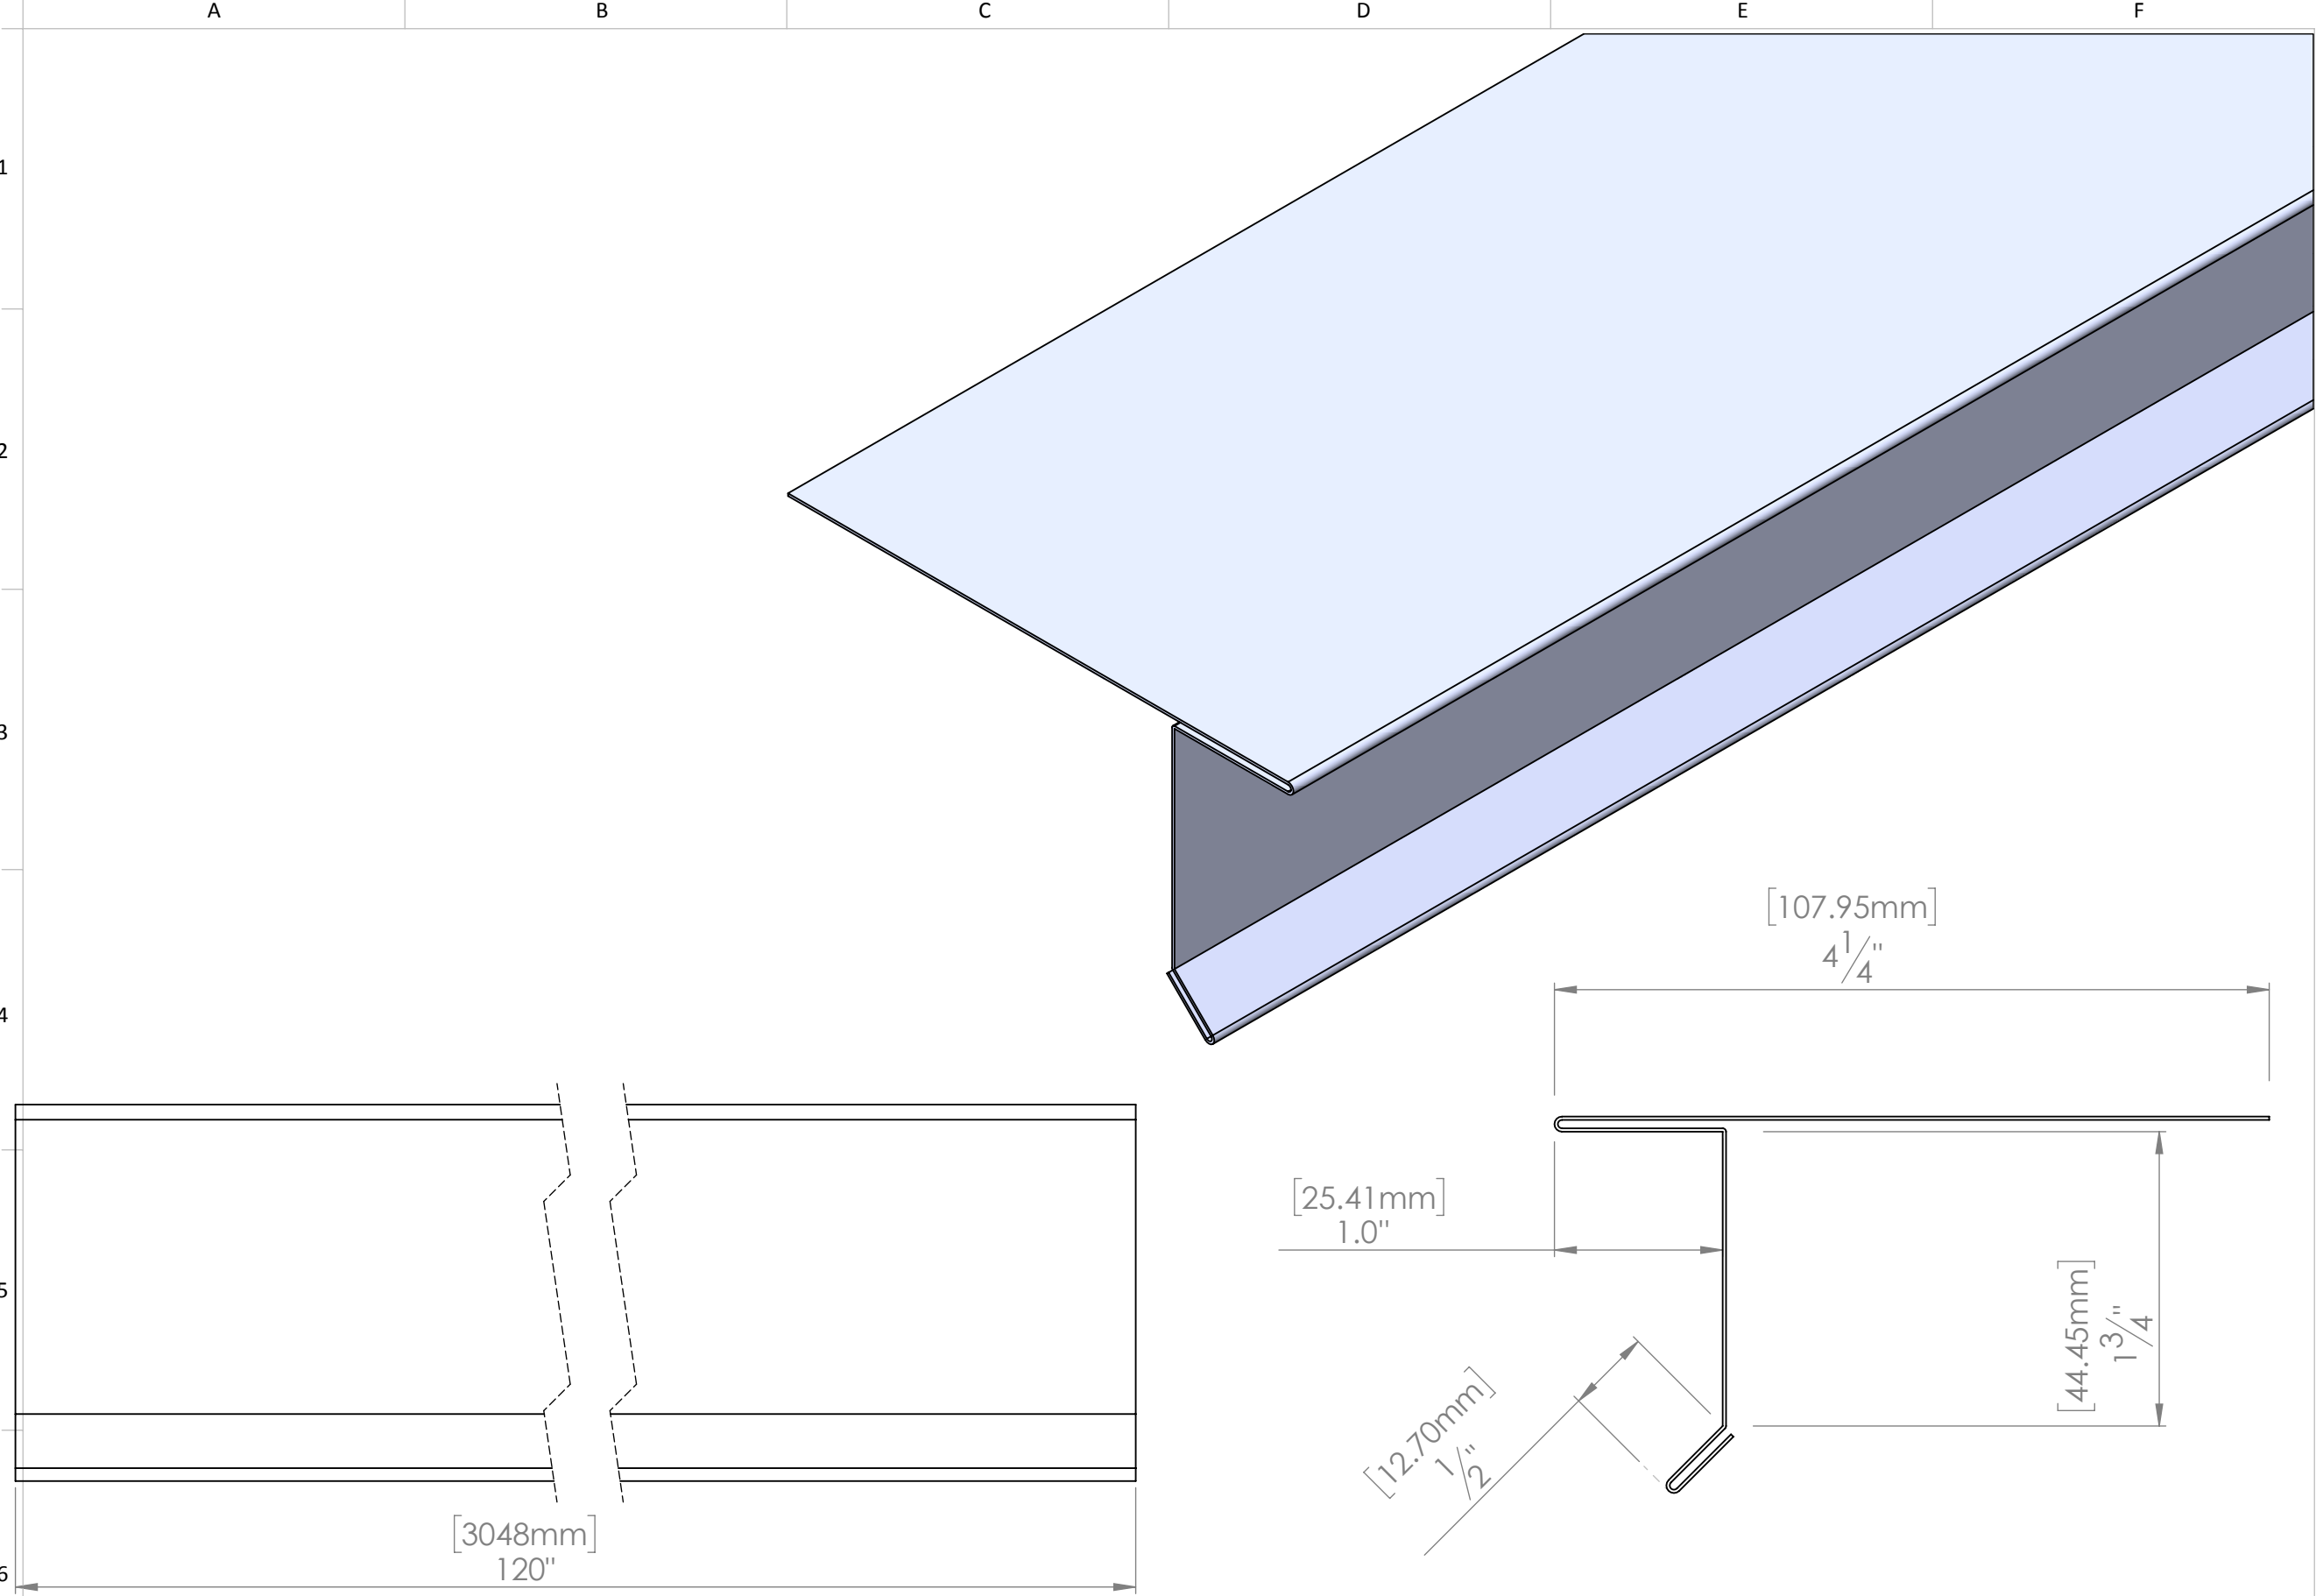 A B C D E F
1
2
3
4
[107.95mm]
4 1/4"
[25.41mm]
1.0"
5
[44.45mm]
1 3/4"
[12.70mm]
1/2"
[3048mm]
120"
6